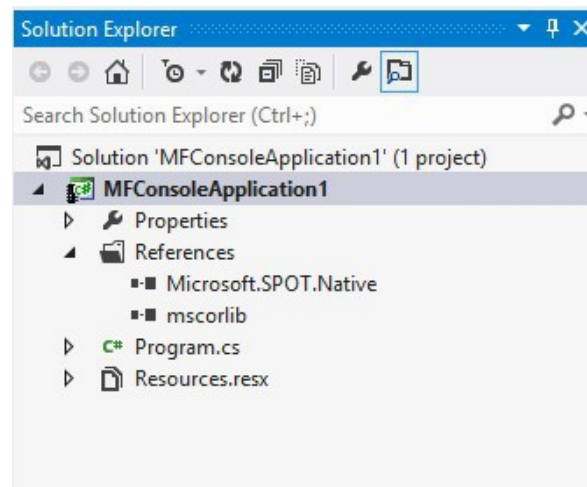 Solution Explorer
Search Solution Explorer (Ctrl+;)
Solution 'MFConsoleApplication1' (1 project)
MFConsoleApplication1
Properties
References
Microsoft.SPOT.Native
mscorlib
C# Program.cs
Resources.resx